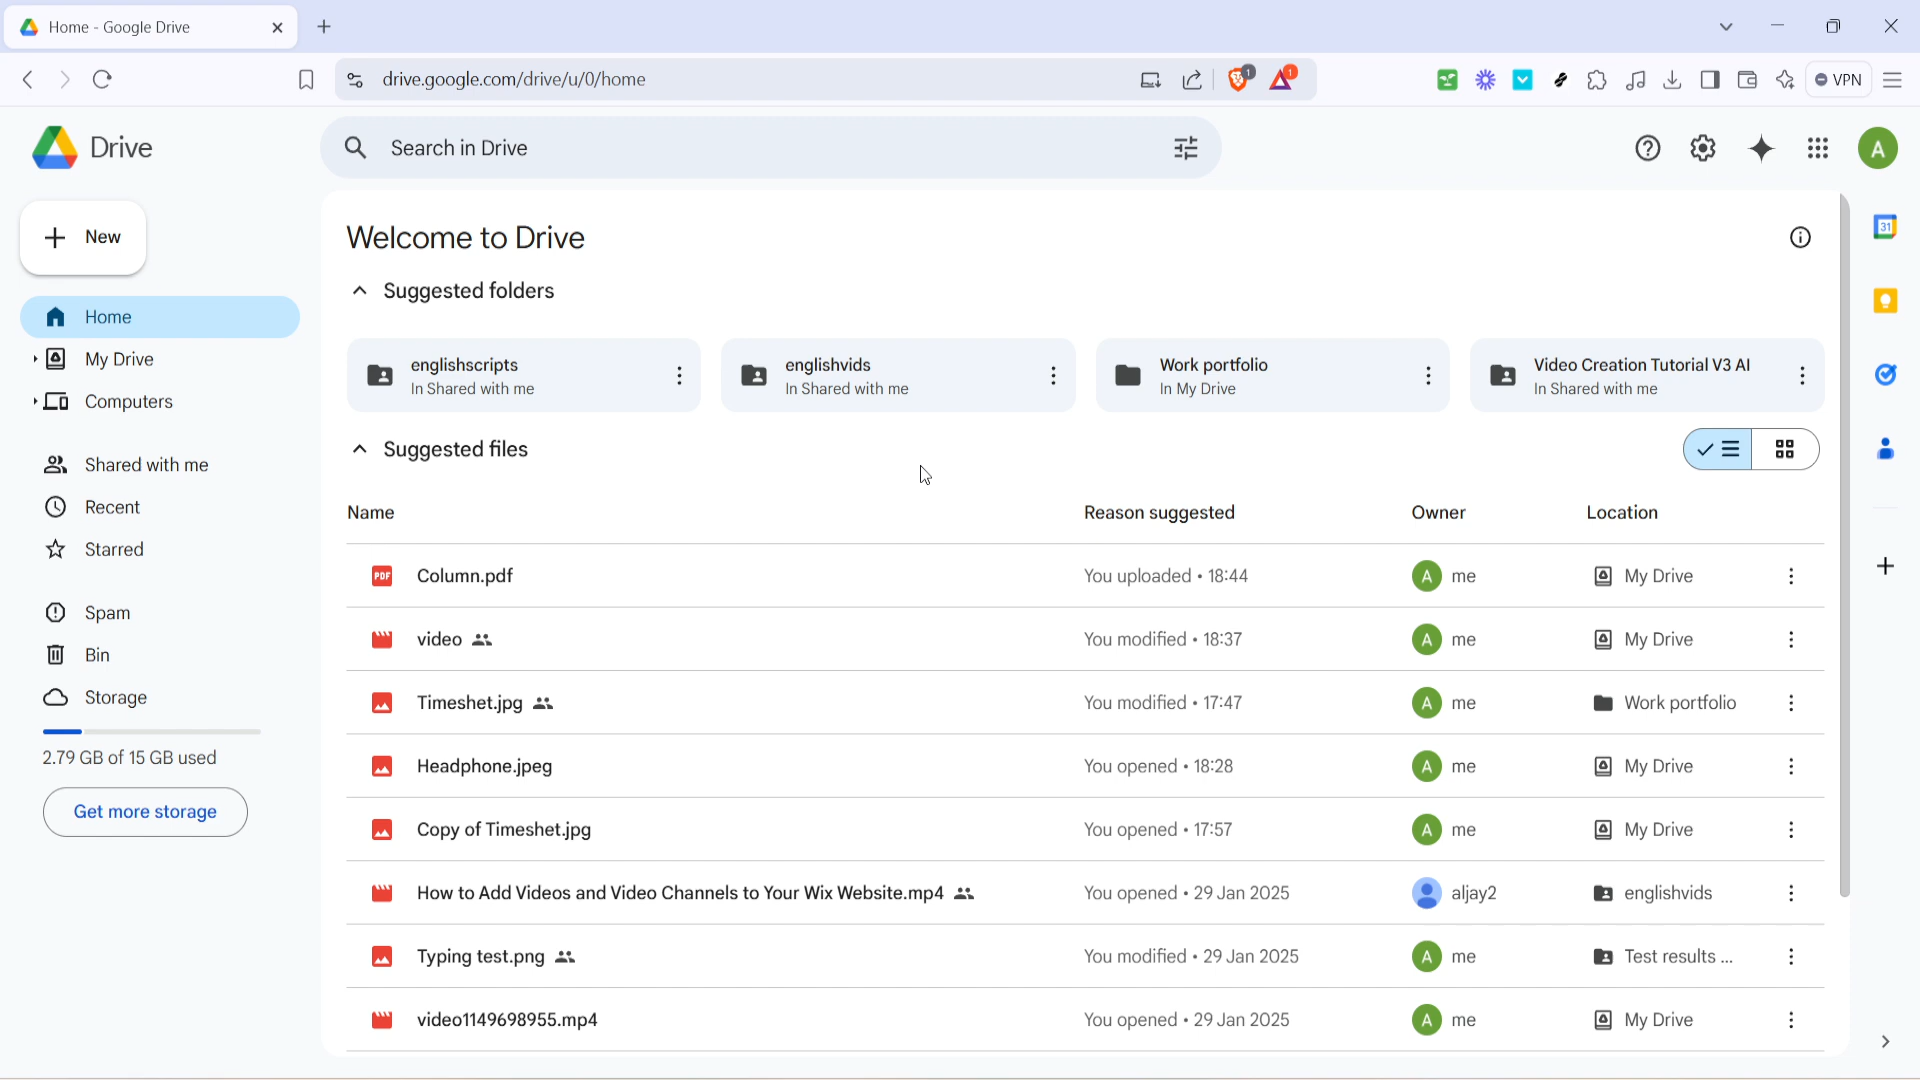 Home - Google Drive
drive.google.com/drive/u/0/home
1
1
VPN
Drive
Search in Drive
A
New
Home
My Drive
Computers
Shared with me
Recent
Starred
Spam
Bin
Storage
2.79 GB of 15 GB used
Get more storage
Welcome to Drive
Suggested folders
englishscripts
In Shared with me
englishvids
In Shared with me
Work portfolio
In My Drive
Video Creation Tutorial V3 AI
In Shared with me
Suggested files
Name Reason suggested Owner Location
PDF Column.pdf You uploaded • 18:44 A me My Drive
video You modified • 18:37 A me My Drive
Timeshet.jpg You modified • 17:47 A me Work portfolio
Headphone.jpeg You opened • 18:28 A me My Drive
Copy of Timeshet.jpg You opened • 17:57 A me My Drive
How to Add Videos and Video Channels to Your Wix Website.mp4 You opened • 29 Jan 2025 aljay2 englishvids
Typing test.png You modified • 29 Jan 2025 A me Test results ...
video1149698955.mp4 You opened • 29 Jan 2025 A me My Drive
31